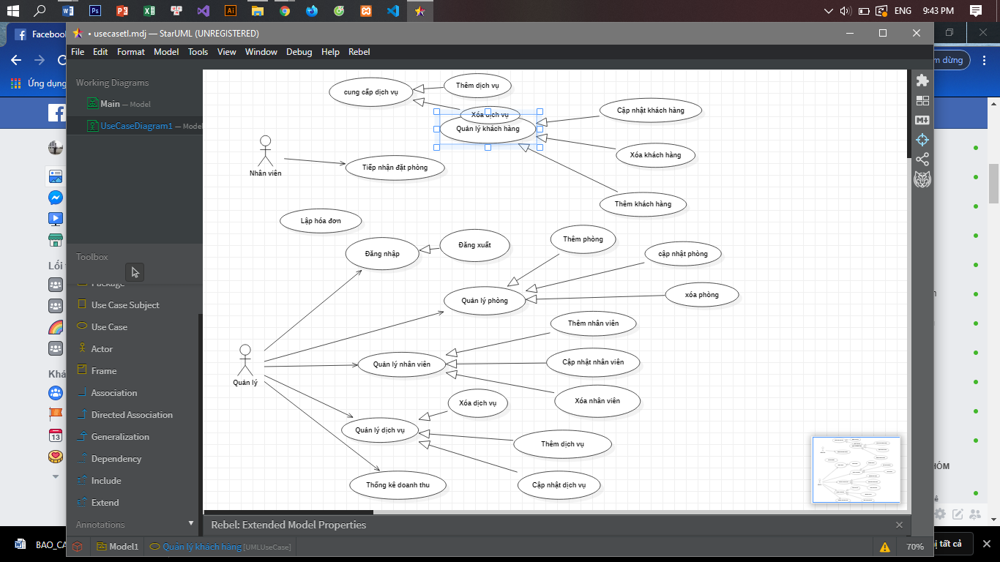 ENG
9:43 PM
Facebook
• usecasetl.mdj — StarUML (UNREGISTERED)
File Edit Format Model Tools View Window Debug Help Rebel
Ứng dụng
m dừng
Working Diagrams
Main — Model
UseCaseDiagram1 — Model
Toolbox
Package
Use Case Subject
Use Case
Actor
Frame
Association
Directed Association
Generalization
Dependency
Include
Extend
Annotations
cung cấp dịch vụ
Thêm dịch vụ
Xóa dịch vụ
Quản lý khách hàng
Cập nhật khách hàng
Xóa khách hàng
Thêm khách hàng
Nhân viên
Tiếp nhận đặt phòng
Lập hóa đơn
Đăng nhập
Đăng xuất
Thêm phòng
cập nhật phòng
xóa phòng
Quản lý phòng
Thêm nhân viên
Quản lý nhân viên
Cập nhật nhân viên
Xóa nhân viên
Quản lý
Xóa dịch vụ
Quản lý dịch vụ
Thêm dịch vụ
Cập nhật dịch vụ
Thống kê doanh thu
Lối
Khá
HÓM
Rebel: Extended Model Properties
Model1
Quản lý khách hàng [UMLUseCase]
70%
BAO_CA
ị tất cả